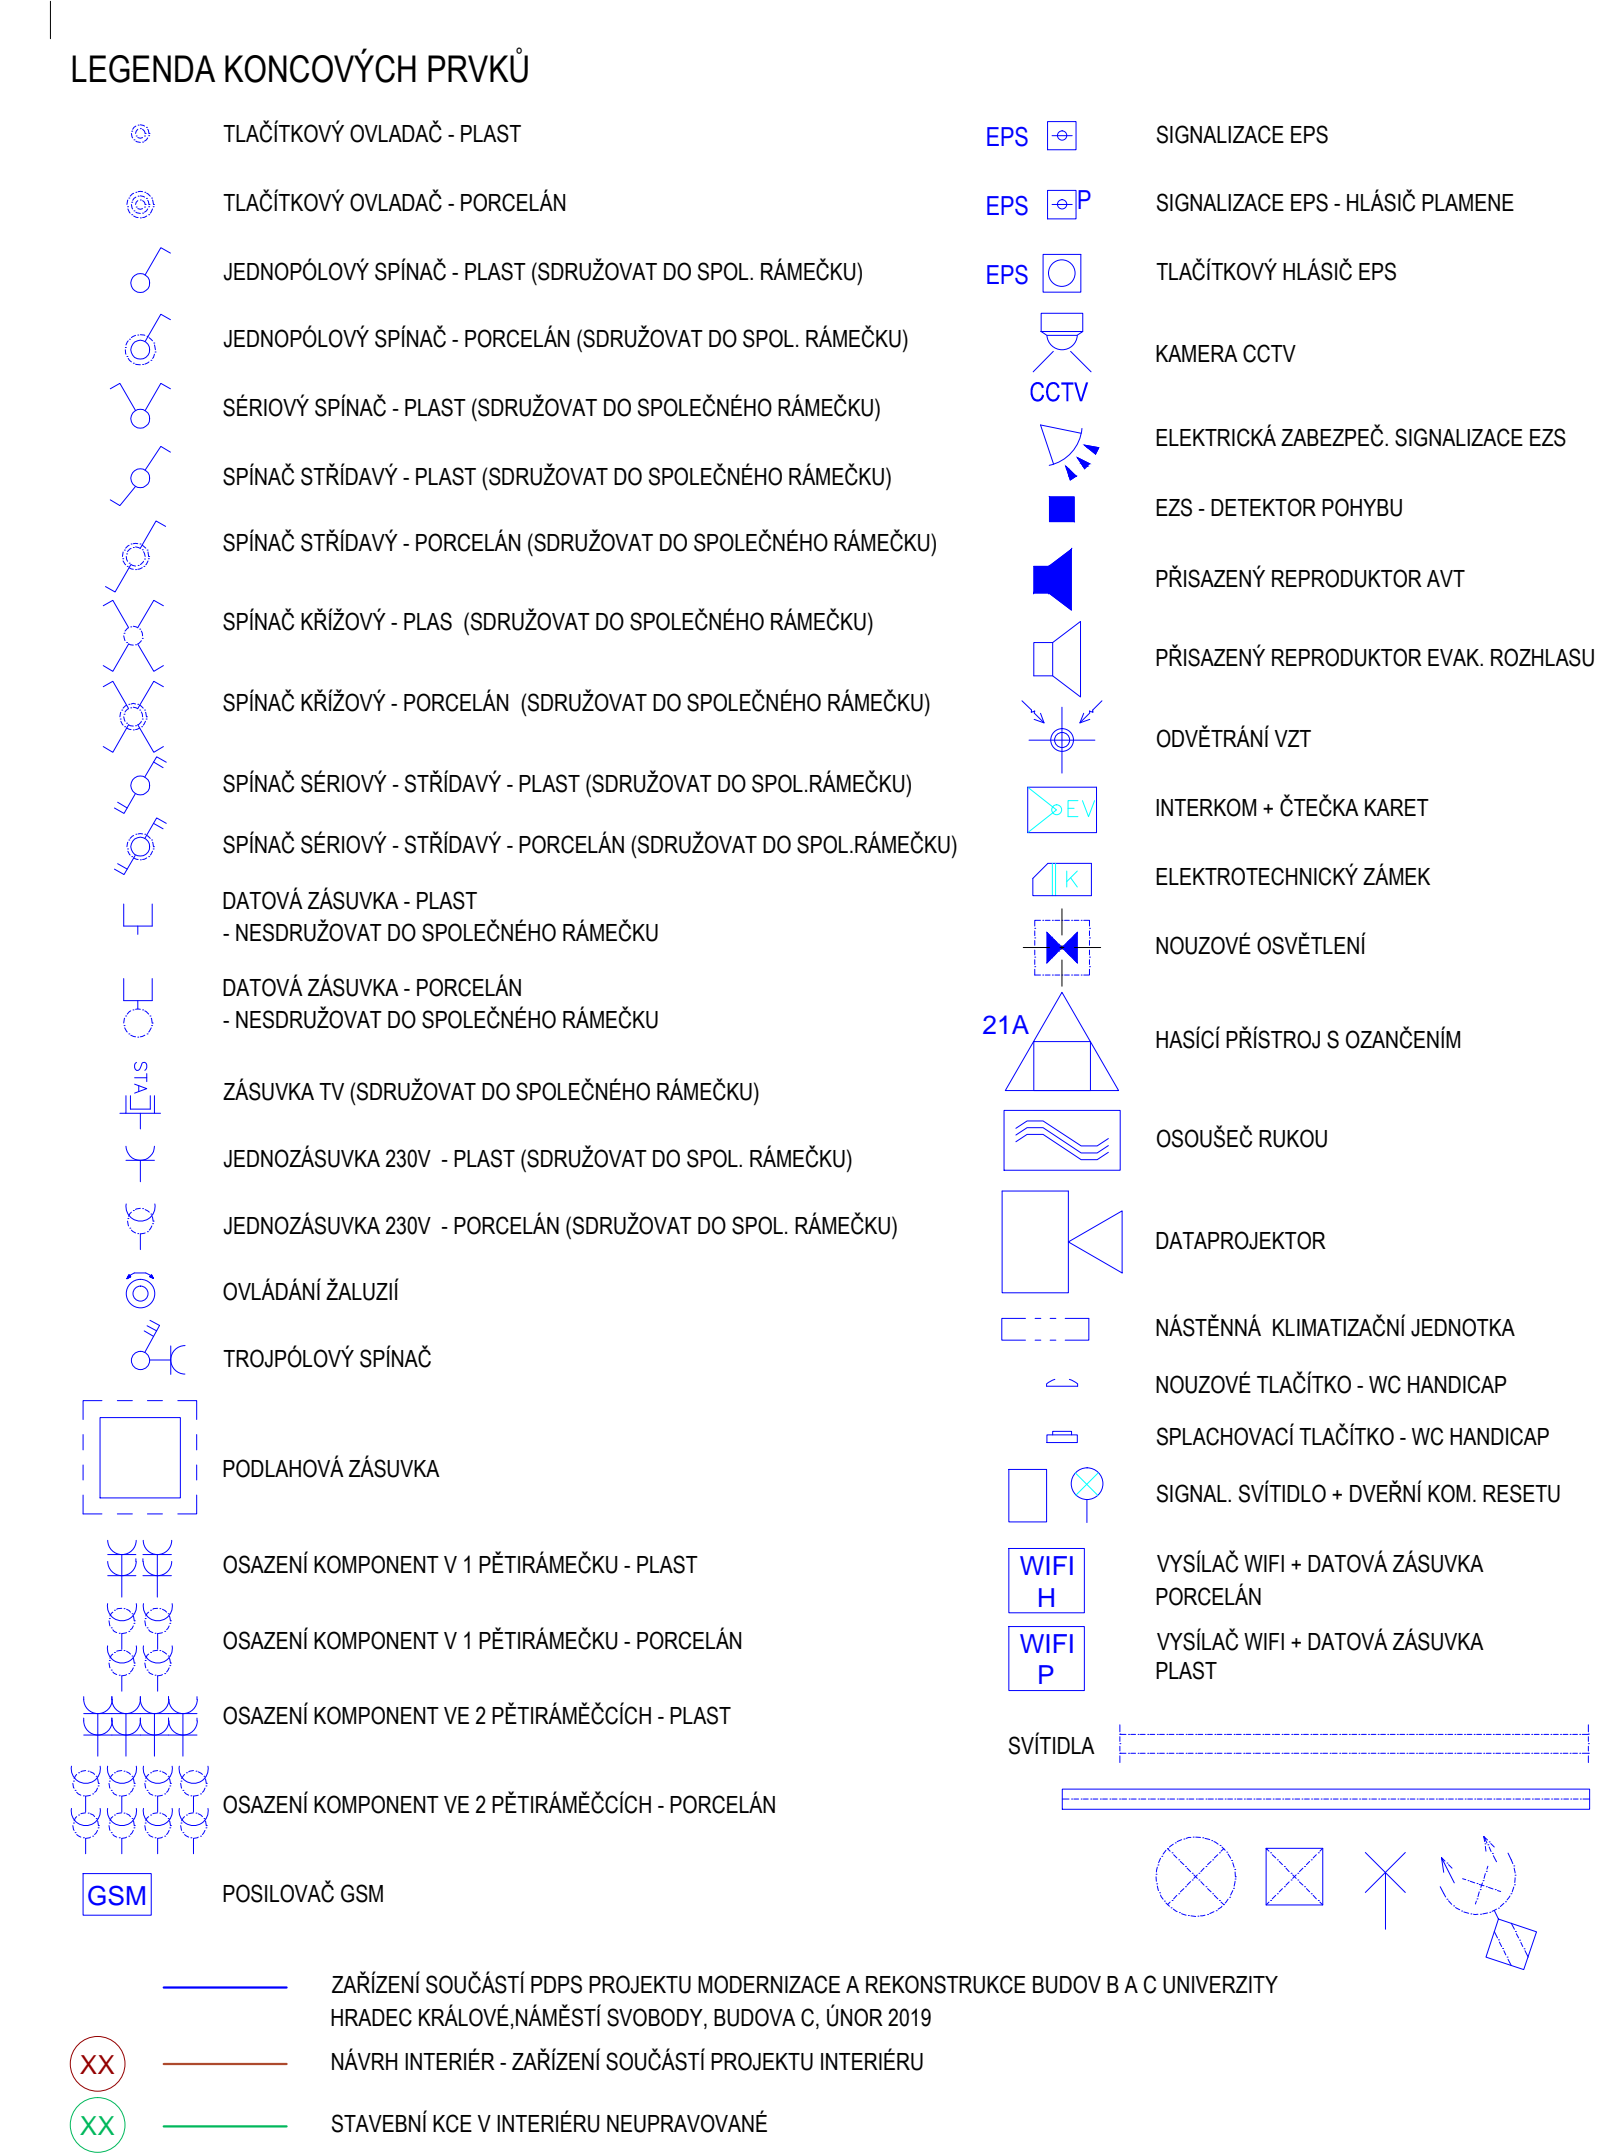 LEGENDA KONCOVÝCH PRVKŮ
TLAČÍTKOVÝ OVLADAČ - PLAST
TLAČÍTKOVÝ OVLADAČ - PORCELÁN
JEDNOPÓLOVÝ SPÍNAČ - PLAST (SDRUŽOVAT DO SPOL. RÁMEČKU)
JEDNOPÓLOVÝ SPÍNAČ - PORCELÁN (SDRUŽOVAT DO SPOL. RÁMEČKU)
SÉRIOVÝ SPÍNAČ - PLAST (SDRUŽOVAT DO SPOLEČNÉHO RÁMEČKU)
SPÍNAČ STŘÍDAVÝ - PLAST (SDRUŽOVAT DO SPOLEČNÉHO RÁMEČKU)
SPÍNAČ STŘÍDAVÝ - PORCELÁN (SDRUŽOVAT DO SPOLEČNÉHO RÁMEČKU)
SPÍNAČ KŘÍŽOVÝ - PLAS (SDRUŽOVAT DO SPOLEČNÉHO RÁMEČKU)
SPÍNAČ KŘÍŽOVÝ - PORCELÁN (SDRUŽOVAT DO SPOLEČNÉHO RÁMEČKU)
SPÍNAČ SÉRIOVÝ - STŘÍDAVÝ - PLAST (SDRUŽOVAT DO SPOL.RÁMEČKU)
SPÍNAČ SÉRIOVÝ - STŘÍDAVÝ - PORCELÁN (SDRUŽOVAT DO SPOL.RÁMEČKU)
DATOVÁ ZÁSUVKA - PLAST
- NESDRUŽOVAT DO SPOLEČNÉHO RÁMEČKU
DATOVÁ ZÁSUVKA - PORCELÁN
- NESDRUŽOVAT DO SPOLEČNÉHO RÁMEČKU
STA
ZÁSUVKA TV (SDRUŽOVAT DO SPOLEČNÉHO RÁMEČKU)
JEDNOZÁSUVKA 230V - PLAST (SDRUŽOVAT DO SPOL. RÁMEČKU)
JEDNOZÁSUVKA 230V - PORCELÁN (SDRUŽOVAT DO SPOL. RÁMEČKU)
OVLÁDÁNÍ ŽALUZIÍ
TROJPÓLOVÝ SPÍNAČ
PODLAHOVÁ ZÁSUVKA
OSAZENÍ KOMPONENT V 1 PĚTIRÁMEČKU - PLAST
OSAZENÍ KOMPONENT V 1 PĚTIRÁMEČKU - PORCELÁN
OSAZENÍ KOMPONENT VE 2 PĚTIRÁMĚČCÍCH - PLAST
OSAZENÍ KOMPONENT VE 2 PĚTIRÁMĚČCÍCH - PORCELÁN
GSM POSILOVAČ GSM
EPS SIGNALIZACE EPS
EPS P SIGNALIZACE EPS - HLÁSIČ PLAMENE
EPS TLAČÍTKOVÝ HLÁSIČ EPS
KAMERA CCTV
CCTV
ELEKTRICKÁ ZABEZPEČ. SIGNALIZACE EZS
EZS - DETEKTOR POHYBU
PŘISAZENÝ REPRODUKTOR AVT
PŘISAZENÝ REPRODUKTOR EVAK. ROZHLASU
ODVĚTRÁNÍ VZT
EV INTERKOM + ČTEČKA KARET
K ELEKTROTECHNICKÝ ZÁMEK
NOUZOVÉ OSVĚTLENÍ
21A
HASÍCÍ PŘÍSTROJ S OZANČENÍM
OSOUŠEČ RUKOU
DATAPROJEKTOR
NÁSTĚNNÁ KLIMATIZAČNÍ JEDNOTKA
NOUZOVÉ TLAČÍTKO - WC HANDICAP
SPLACHOVACÍ TLAČÍTKO - WC HANDICAP
SIGNAL. SVÍTIDLO + DVEŘNÍ KOM. RESETU
WIFI VYSÍLAČ WIFI + DATOVÁ ZÁSUVKA
H PORCELÁN
WIFI VYSÍLAČ WIFI + DATOVÁ ZÁSUVKA
P PLAST
SVÍTIDLA
ZAŘÍZENÍ SOUČÁSTÍ PDPS PROJEKTU MODERNIZACE A REKONSTRUKCE BUDOV B A C UNIVERZITY
HRADEC KRÁLOVÉ,NÁMĚSTÍ SVOBODY, BUDOVA C, ÚNOR 2019
XX NÁVRH INTERIÉR - ZAŘÍZENÍ SOUČÁSTÍ PROJEKTU INTERIÉRU
XX STAVEBNÍ KCE V INTERIÉRU NEUPRAVOVANÉ